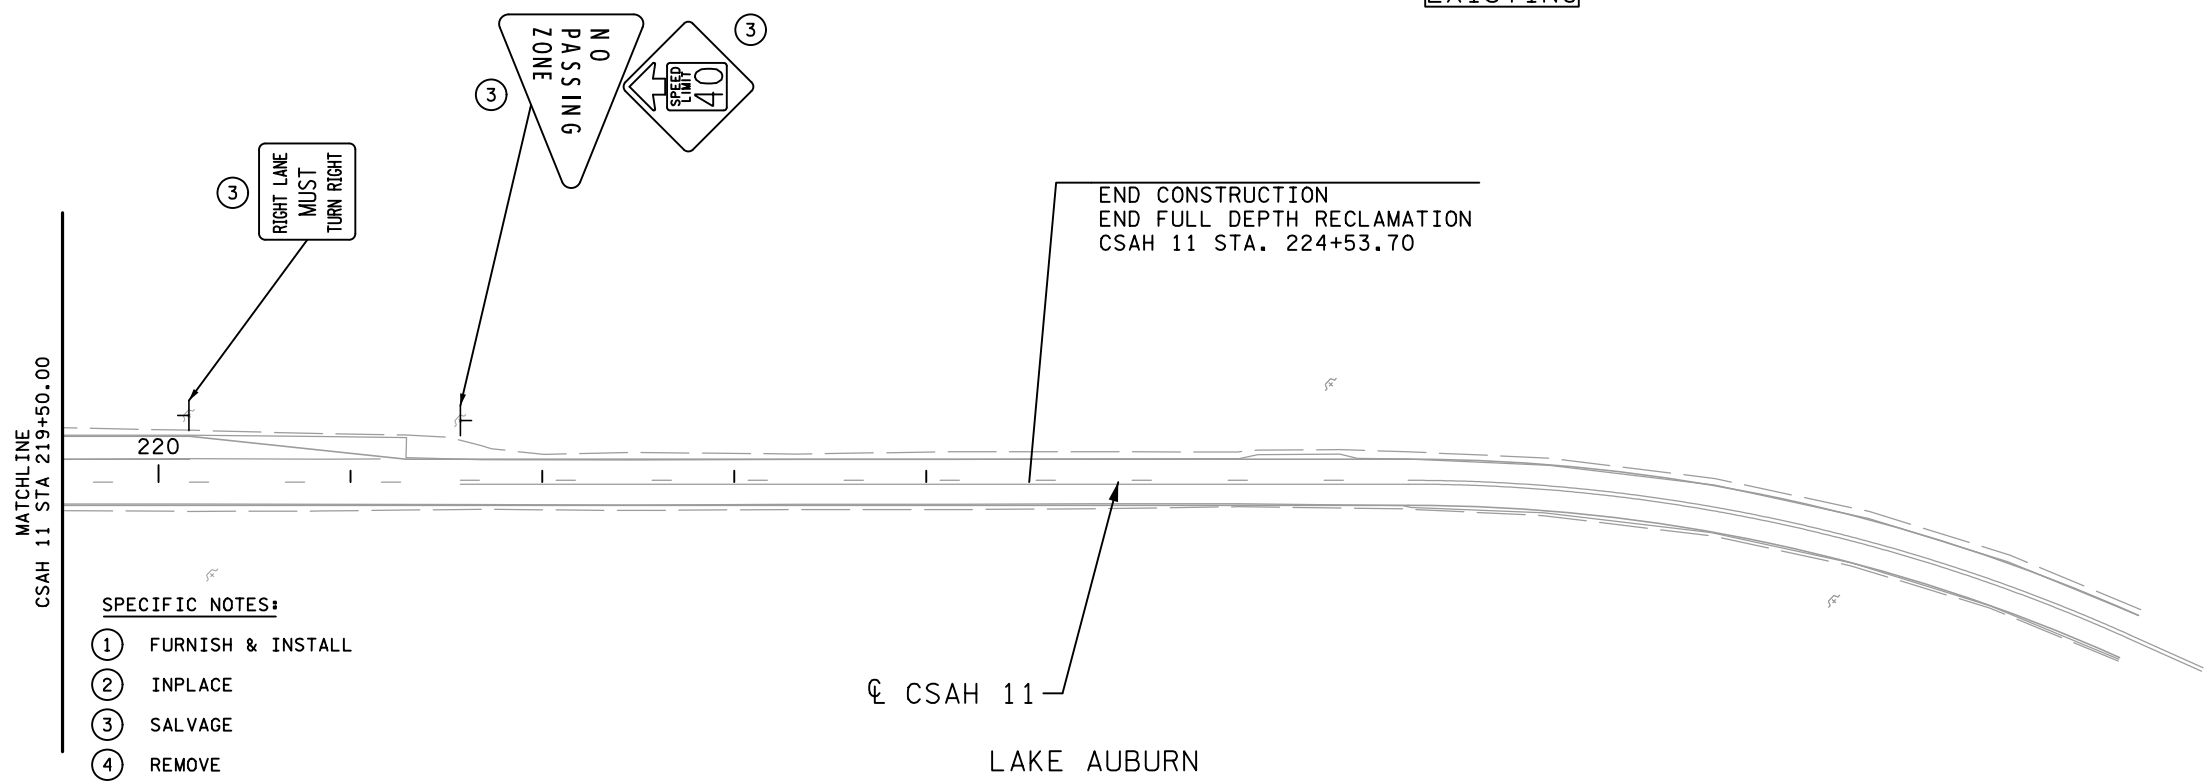 EXISTING
3
NO
PASSING
ZONE
3
SPEED
LIMIT
40
3
RIGHT LANE
MUST
TURN RIGHT
END CONSTRUCTION
END FULL DEPTH RECLAMATION
CSAH 11 STA. 224+53.70
MATCHLINE
CSAH 11 STA 219+50.00
220
SPECIFIC NOTES:
1 FURNISH & INSTALL
2 INPLACE
3 SALVAGE
4 REMOVE
℄ CSAH 11
LAKE AUBURN